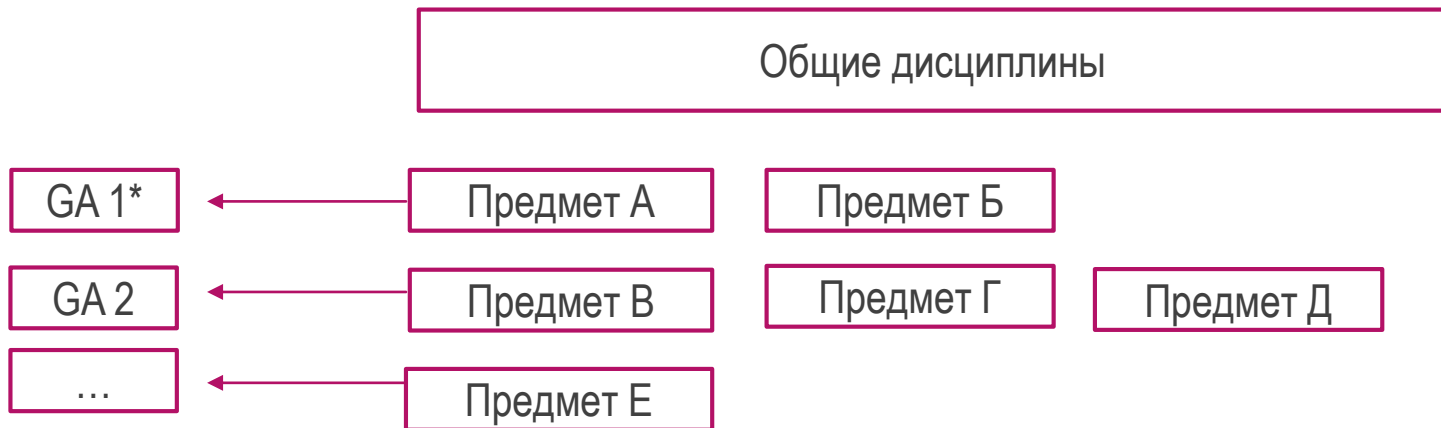 Общие дисциплины
GA 1*
Предмет А
Предмет Б
GA 2
Предмет В
Предмет Г
Предмет Д
…
Предмет Е